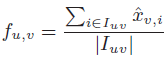 f_{u,v} = \frac{\sum_{i \in I_{uv}} \hat{x}_{v,i}}{|I_{uv}|}